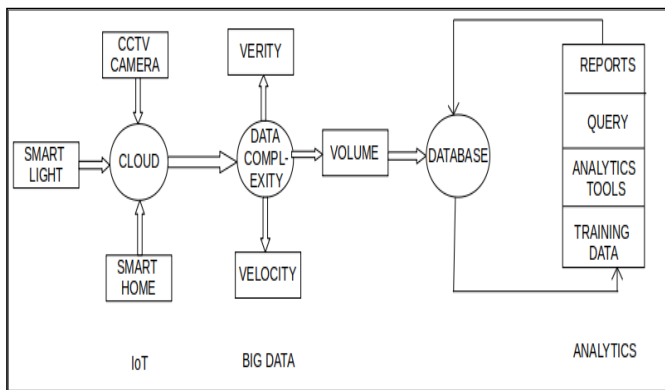 CCTV
CAMERA
SMART
LIGHT
CLOUD
SMART
HOME
IoT
VERITY
DATA
COMPL-
EXITY
VELOCITY
BIG DATA
VOLUME
DATABASE
REPORTS
QUERY
ANALYTICS
TOOLS
TRAINING
DATA
ANALYTICS